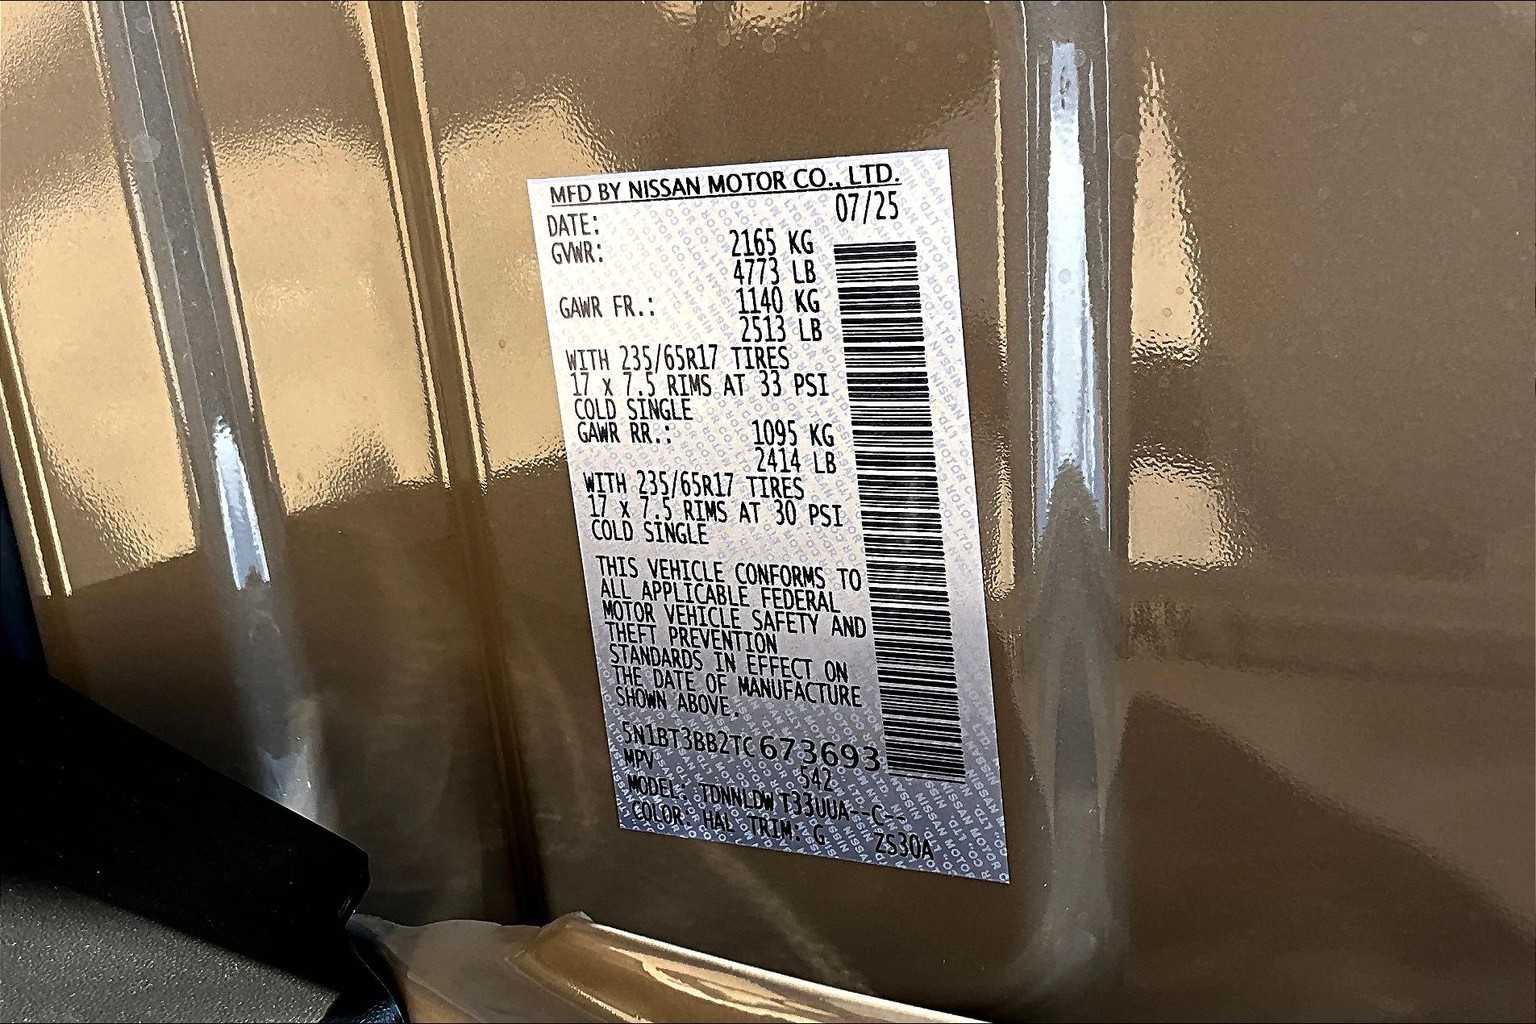 MFD BY NISSAN MOTOR CO., LTD.
DATE: 07/25
GVWR: 2165 KG
4773 LB
GAWR FR.: 1140 KG
2513 LB
WITH 235/65R17 TIRES
17 x 7.5 RIMS AT 33 PSI
COLD SINGLE
GAWR RR.: 1095 KG
2414 LB
WITH 235/65R17 TIRES
17 x 7.5 RIMS AT 30 PSI
COLD SINGLE
THIS VEHICLE CONFORMS TO
ALL APPLICABLE FEDERAL
MOTOR VEHICLE SAFETY AND
THEFT PREVENTION
STANDARDS IN EFFECT ON
THE DATE OF MANUFACTURE
SHOWN ABOVE.
5N1BT3BB2TC673693
MPV 542
MODEL: TDNNLDW T33UUA--C--
COLOR: HAL TRIM: G ZS30A